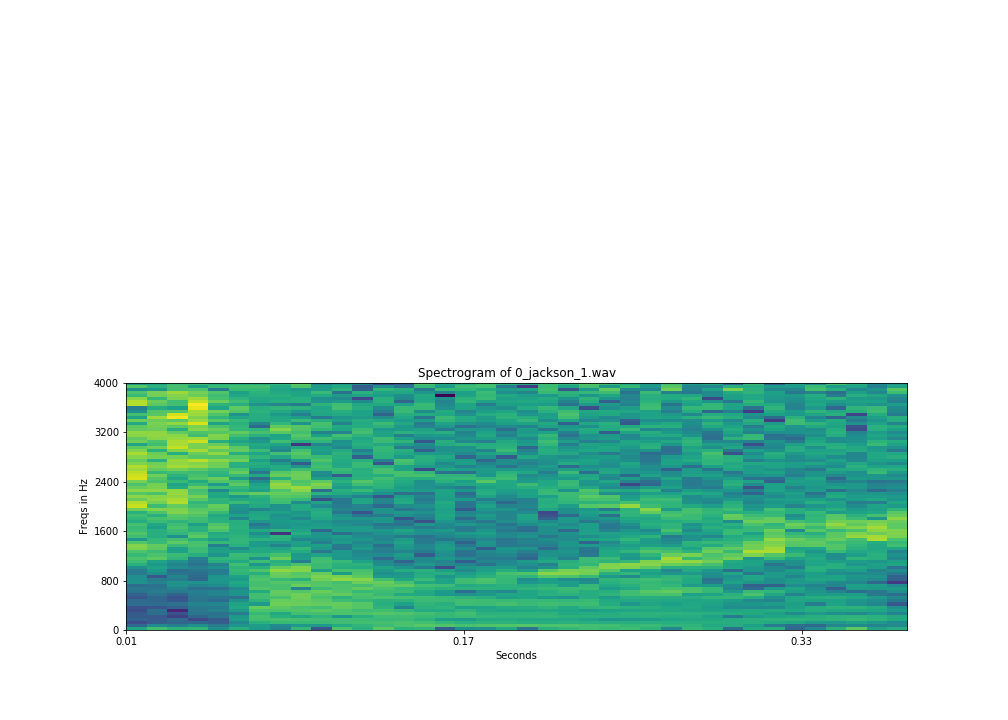 Spectrogram of 0_jackson_1.wav
4000
3200
2400
1600
800
0
Freqs in Hz
0.01 0.17 0.33
Seconds